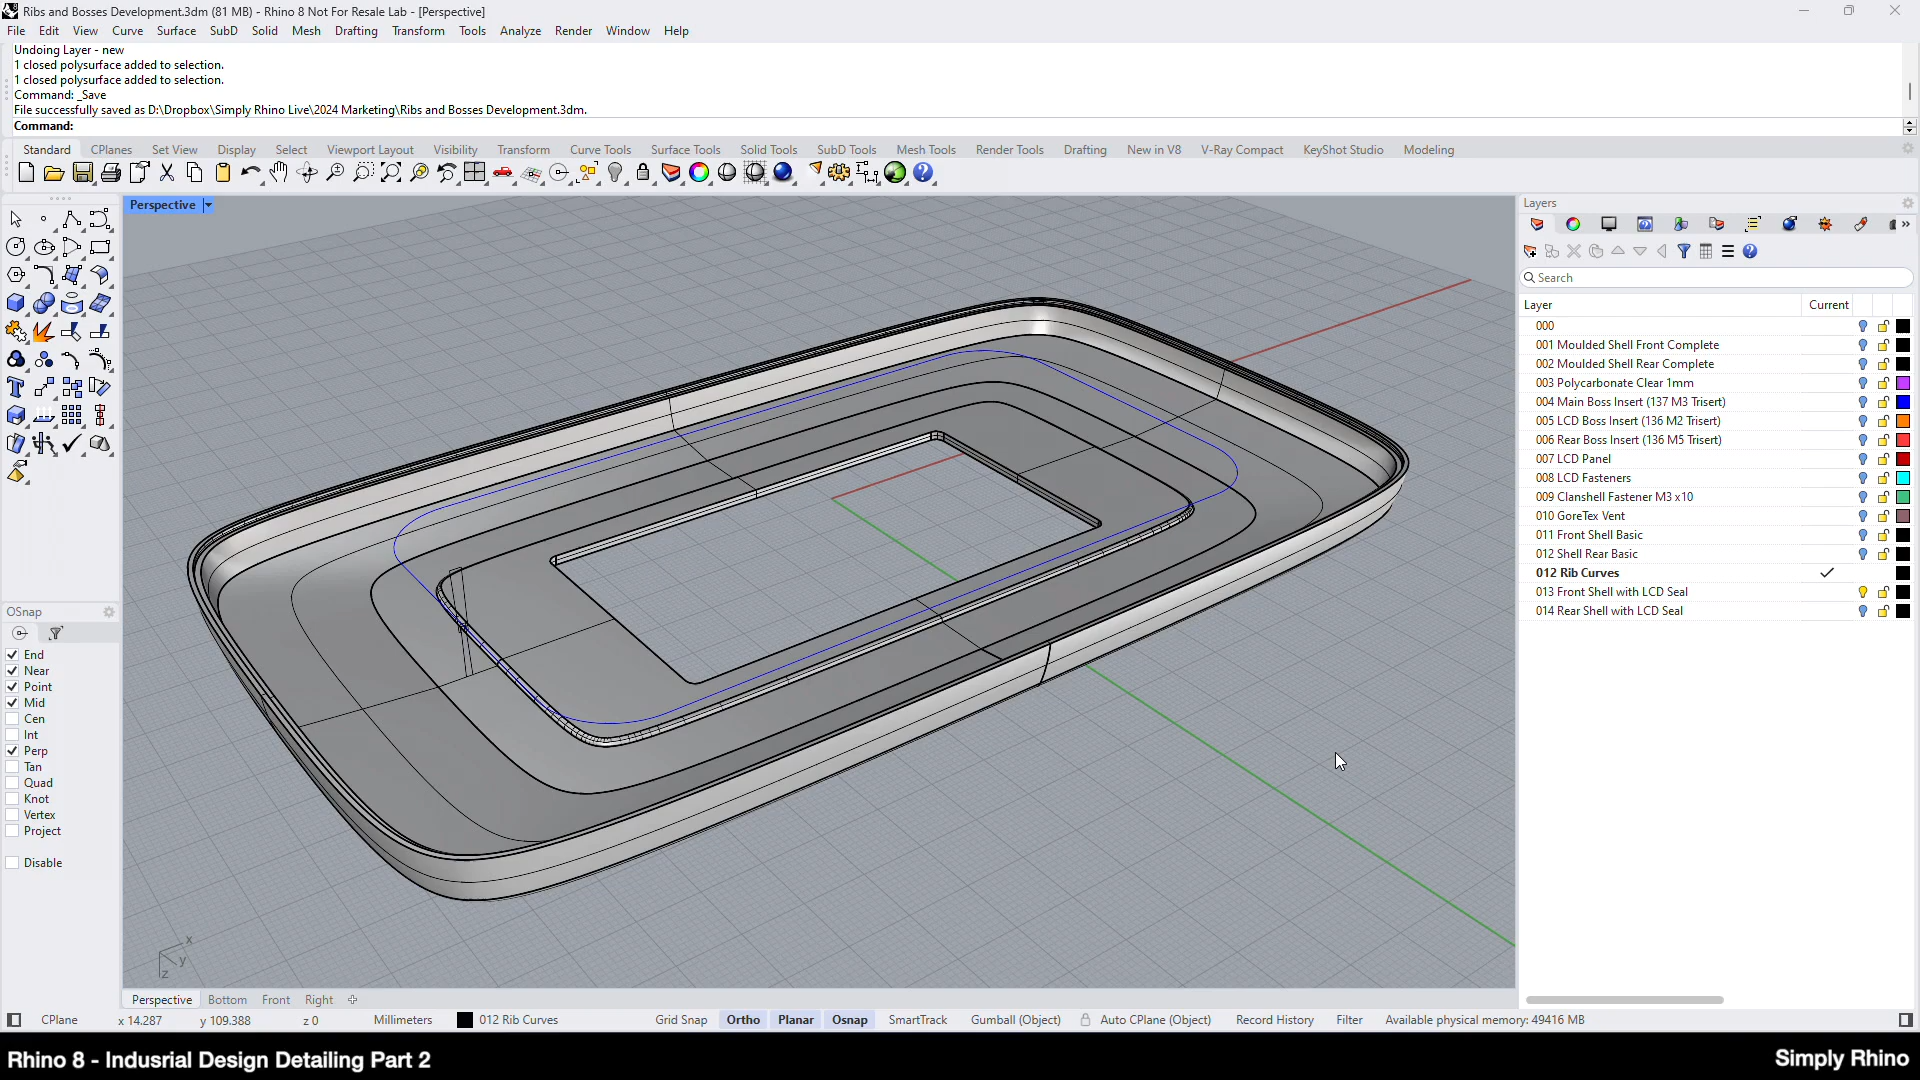 Ribs and Bosses Development.3dm (81 MB) - Rhino 8 Not For Resale Lab - [Perspective]
File Edit View Curve Surface SubD Solid Mesh Drafting Transform Tools Analyze Render Window Help
Undoing Layer - new
1 closed polysurface added to selection.
1 closed polysurface added to selection.
Command: _Save
File successfully saved as D:\Dropbox\Simply Rhino Live\2024 Marketing\Ribs and Bosses Development.3dm.
Command:
Standard CPlanes Set View Display Select Viewport Layout Visibility Transform Curve Tools Surface Tools Solid Tools SubD Tools Mesh Tools Render Tools Drafting New in V8 V-Ray Compact KeyShot Studio Modeling
Perspective
Layers
Search
Layer Current
000
001 Moulded Shell Front Complete
002 Moulded Shell Rear Complete
003 Polycarbonate Clear 1mm
004 Main Boss Insert (137 M3 Trisert)
005 LCD Boss Insert (136 M2 Trisert)
006 Rear Boss Insert (136 M5 Trisert)
007 LCD Panel
008 LCD Fasteners
009 Clanshell Fastener M3 x10
010 GoreTex Vent
011 Front Shell Basic
012 Shell Rear Basic
012 Rib Curves
013 Front Shell with LCD Seal
014 Rear Shell with LCD Seal
OSnap
End
Near
Point
Mid
Cen
Int
Perp
Tan
Quad
Knot
Vertex
Project
Disable
x
y
z
Perspective Bottom Front Right
CPlane x 14.287 y 109.388 z 0 Millimeters 012 Rib Curves Grid Snap Ortho Planar Osnap SmartTrack Gumball (Object) Auto CPlane (Object) Record History Filter Available physical memory: 49416 MB
Rhino 8 - Indusrial Design Detailing Part 2
Simply Rhino